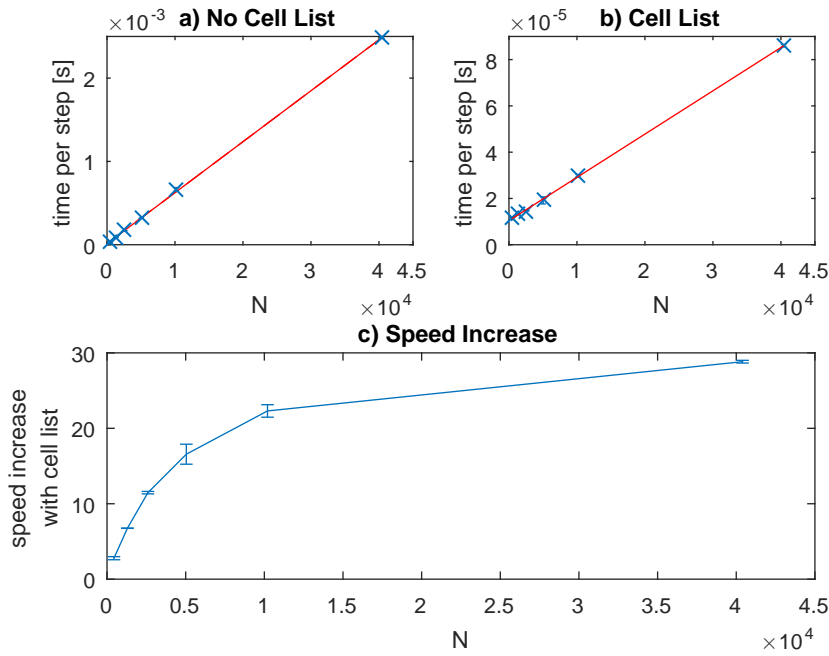 a) No Cell List
×10⁻³
time per step [s]
2
1
0
0 1 2 3 4 4.5
N
×10⁴
b) Cell List
×10⁻⁵
time per step [s]
8
6
4
2
0
0 1 2 3 4 4.5
N
×10⁴
c) Speed Increase
speed increase
with cell list
30
20
10
0
0 0.5 1 1.5 2 2.5 3 3.5 4 4.5
N
×10⁴